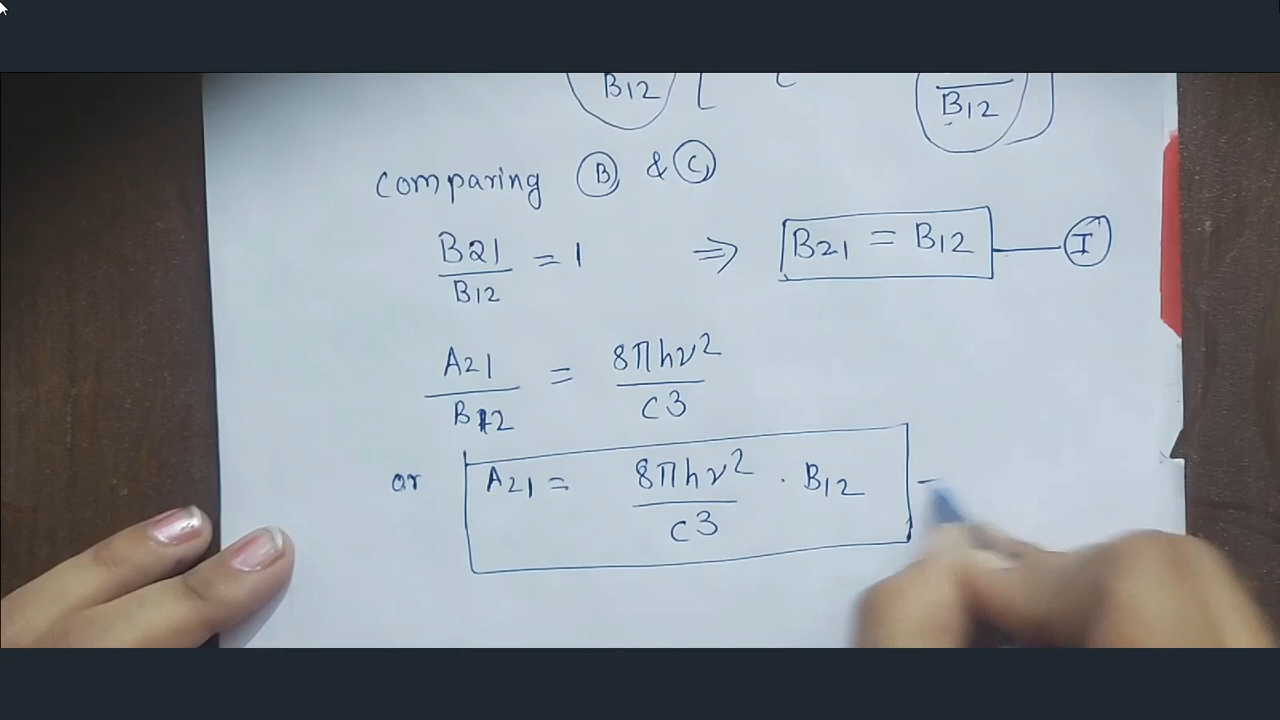 B12 [ B12
comparing B & C
B21/B12 = 1 ⇒ B21 = B12 — I
A21/B12 = 8πhν2/c3
or A21 = 8πhν2/c3 . B12 —